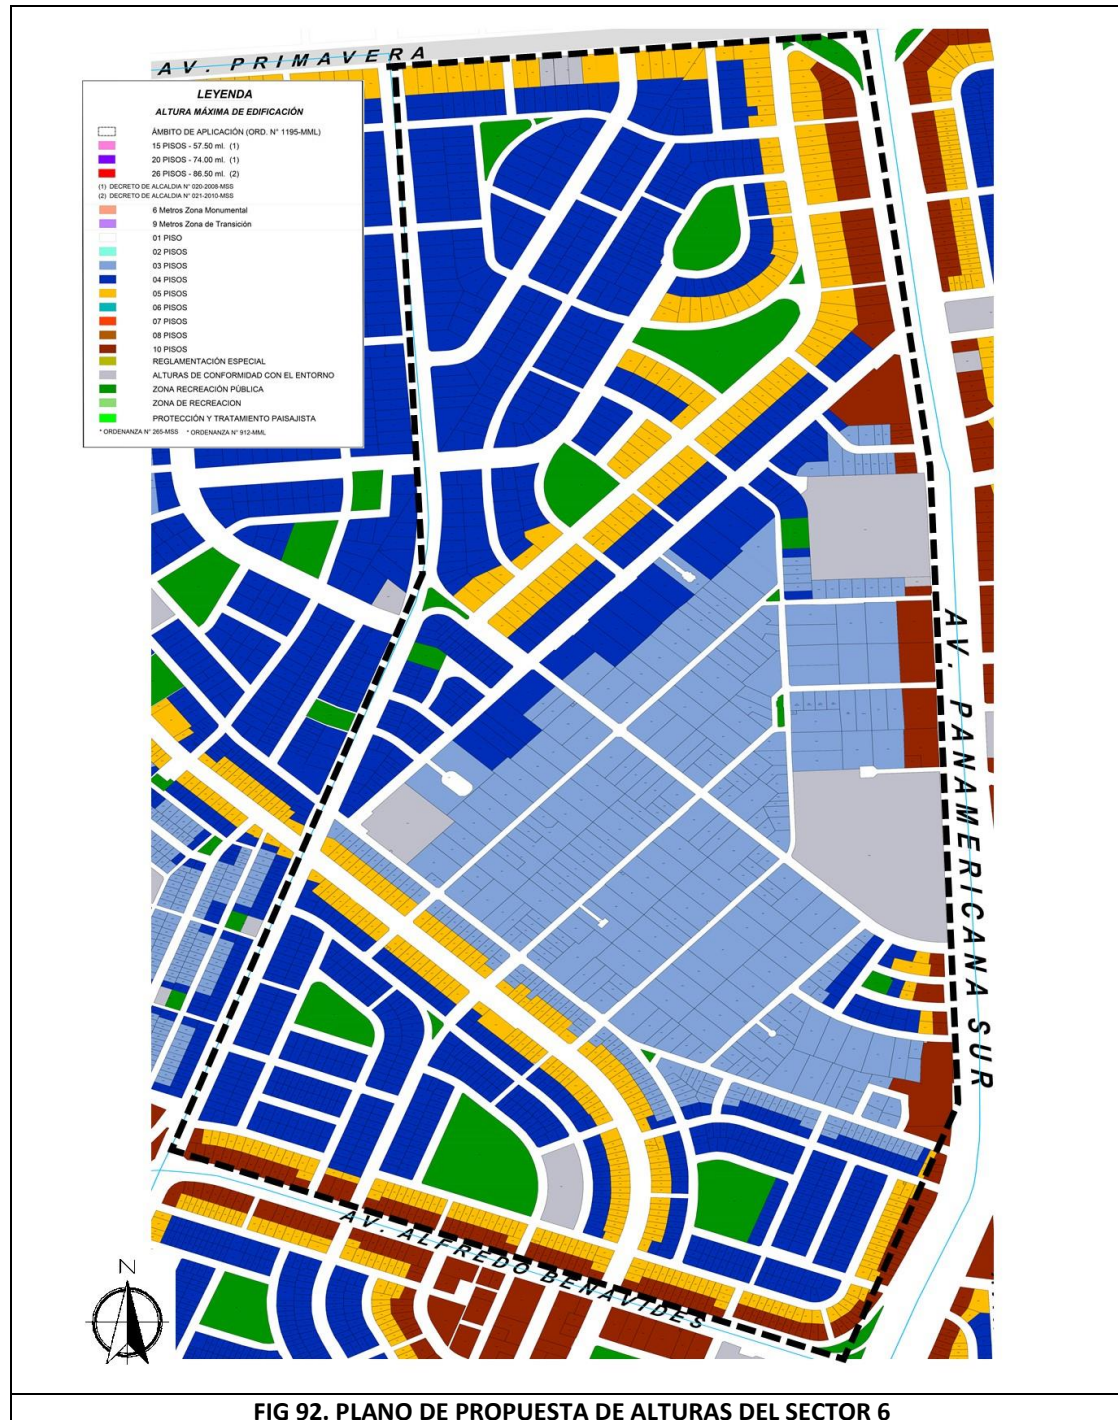 AV. PRIMAVERA
LEYENDA
ALTURA MÁXIMA DE EDIFICACIÓN
ÁMBITO DE APLICACIÓN (ORD. N° 1195-MML)
15 PISOS - 57.50 ml. (1)
20 PISOS - 74.00 ml. (1)
26 PISOS - 86.50 ml. (2)
(1) DECRETO DE ALCALDIA N° 020-2008-MSS
(2) DECRETO DE ALCALDIA N° 021-2010-MSS
6 Metros Zona Monumental
9 Metros Zona de Transición
01 PISO
02 PISOS
03 PISOS
04 PISOS
05 PISOS
06 PISOS
07 PISOS
08 PISOS
10 PISOS
REGLAMENTACIÓN ESPECIAL
ALTURAS DE CONFORMIDAD CON EL ENTORNO
ZONA RECREACIÓN PÚBLICA
ZONA DE RECREACION
PROTECCIÓN Y TRATAMIENTO PAISAJISTA
* ORDENANZA N° 265-MSS * ORDENANZA N° 912-MML
AV. PANAMERICANA SUR
AV. ALFREDO BENAVIDES
N
FIG 92. PLANO DE PROPUESTA DE ALTURAS DEL SECTOR 6